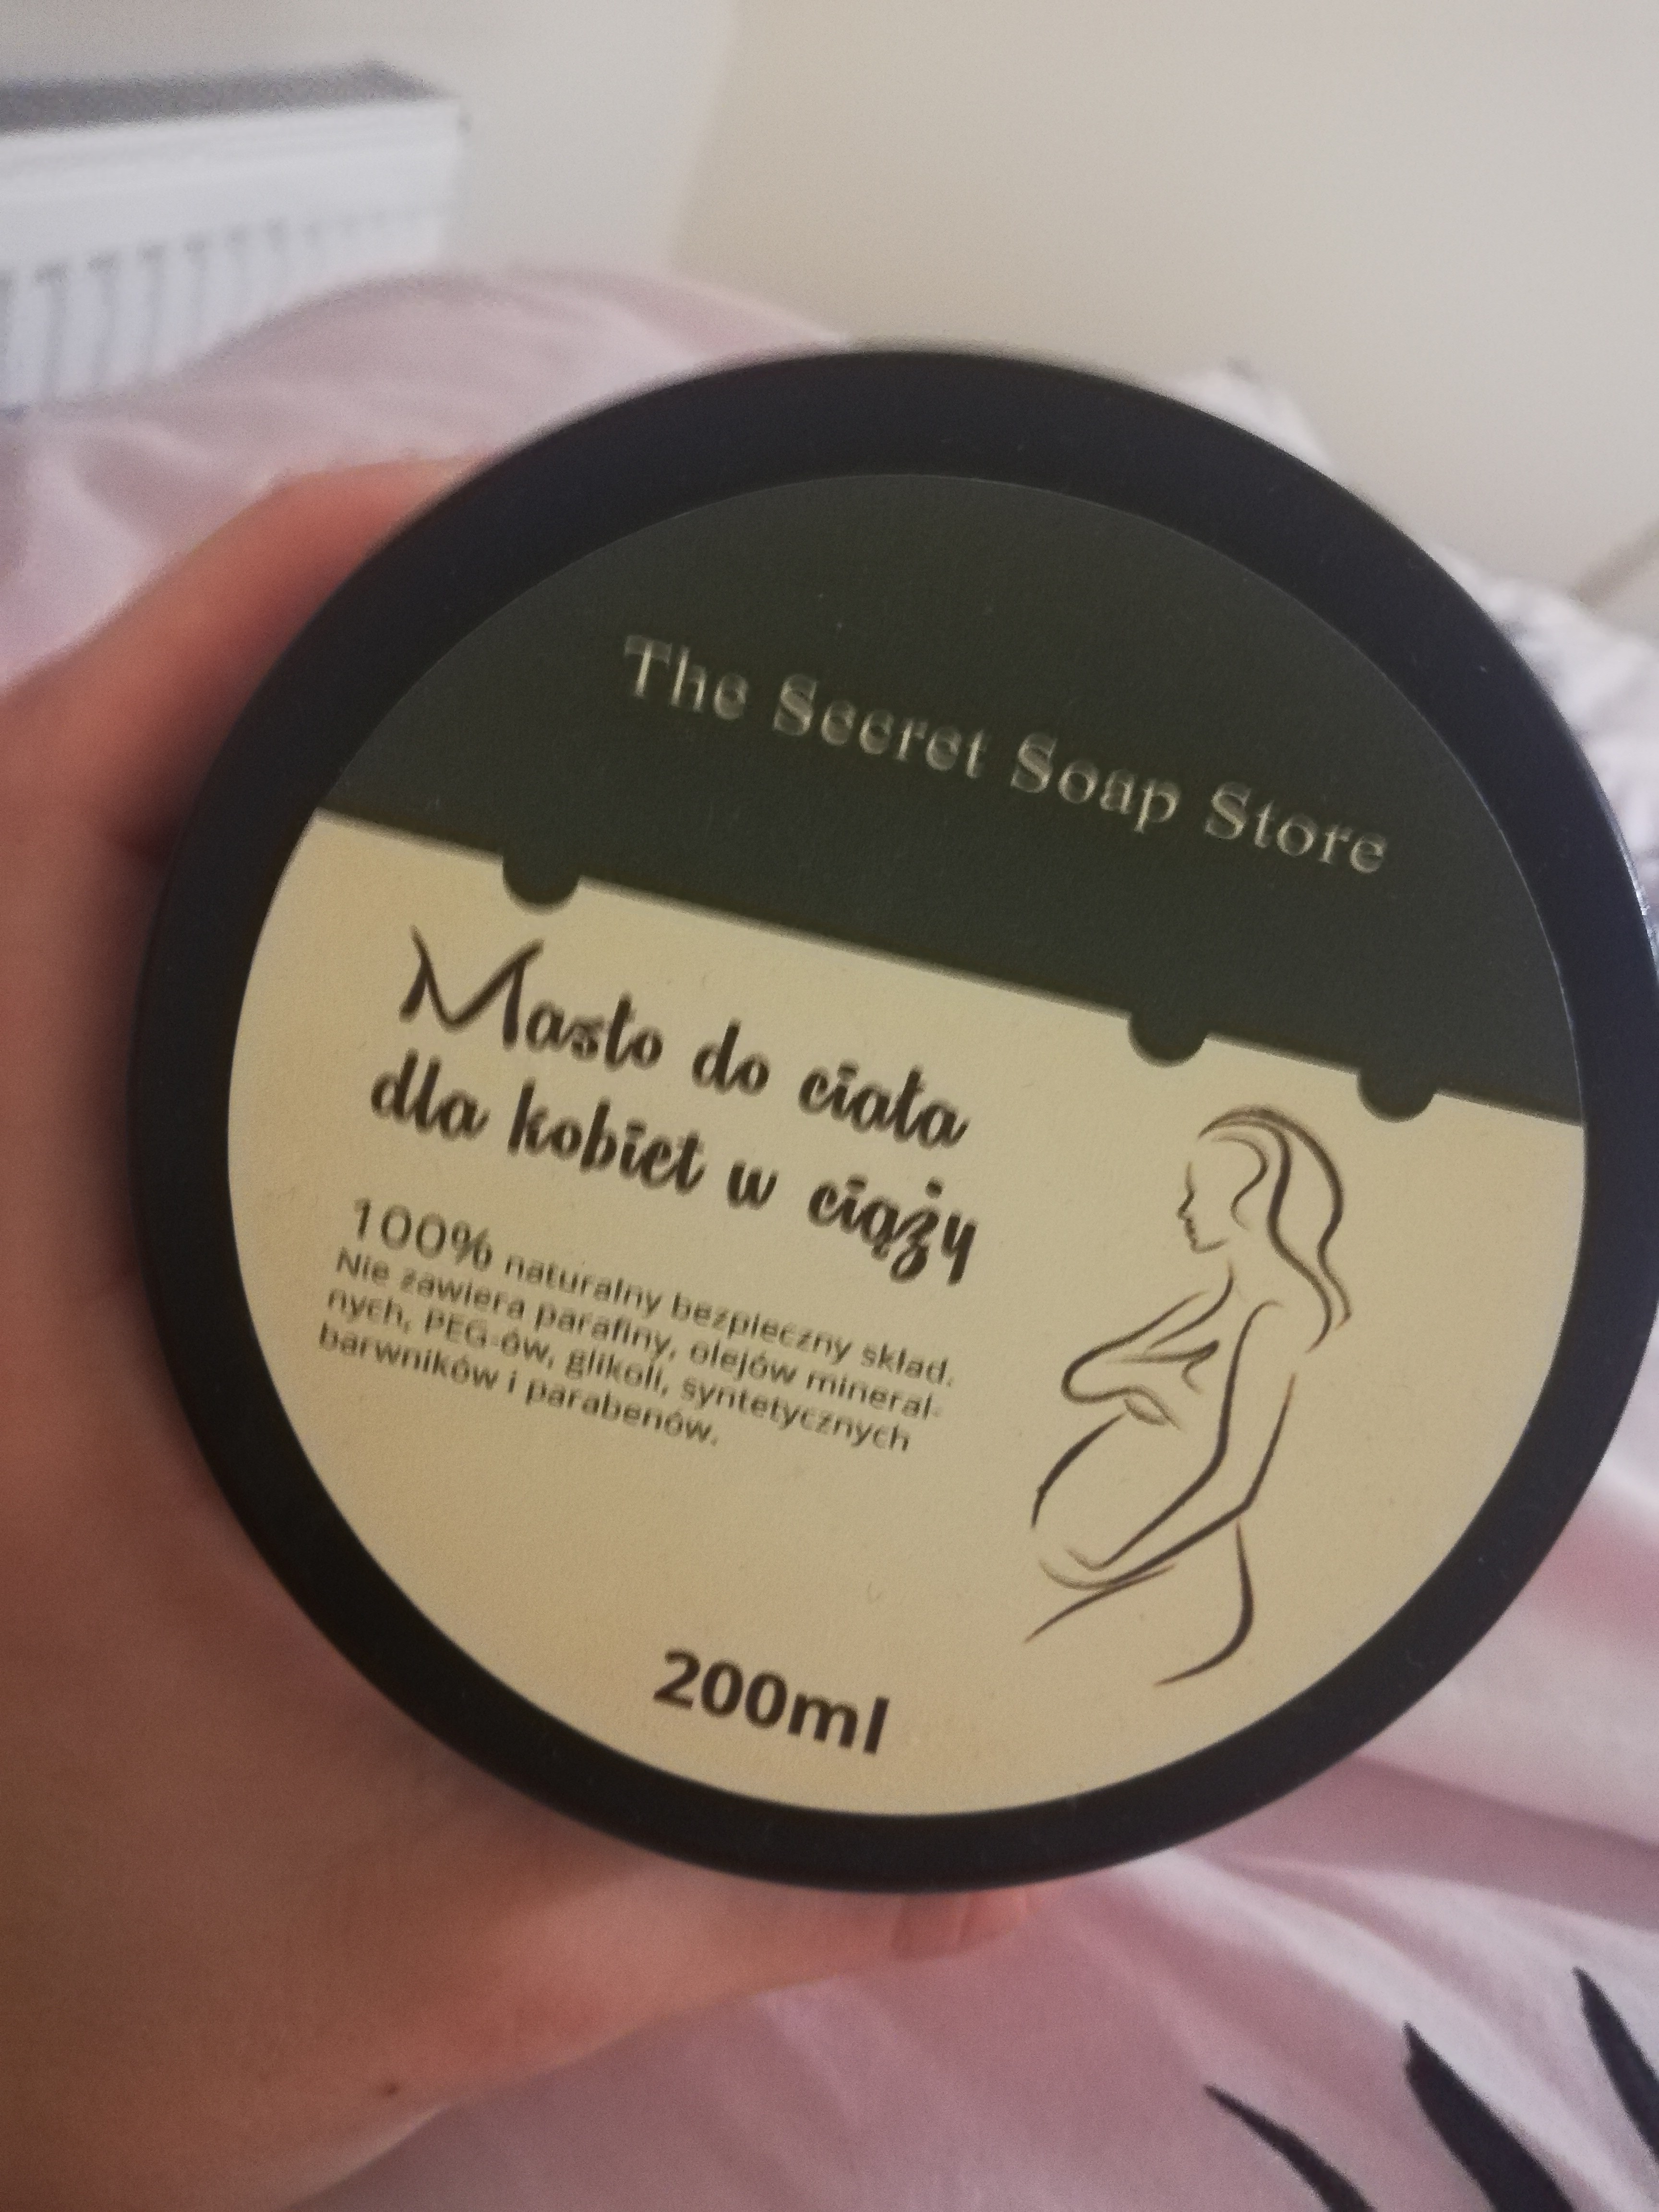 The Secret Soap Store
Masło do ciała
dla kobiet w ciąży
100% naturalny bezpieczny skład.
Nie zawiera parafiny, olejów mineral-
nych, PEG-ów, glikoli, syntetycznych
barwników i parabenów.
200ml